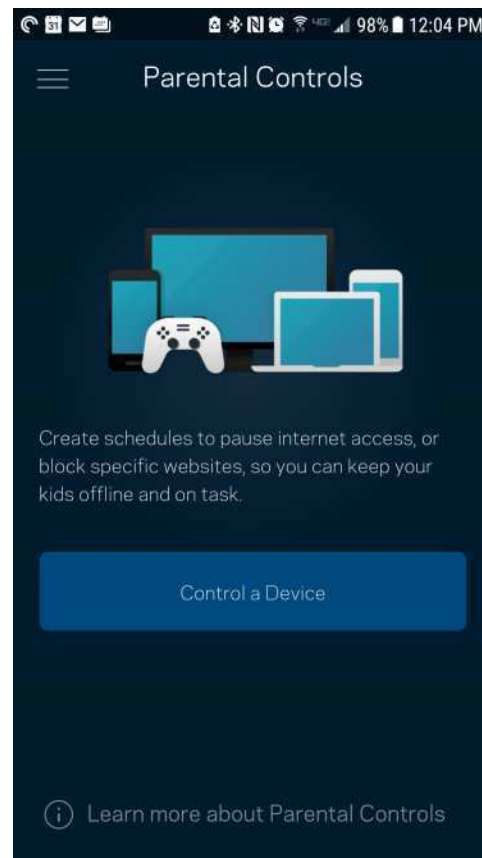 31 98% 12:04 PM
Parental Controls
Create schedules to pause internet access, or
block specific websites, so you can keep your
kids offline and on task.
Control a Device
Learn more about Parental Controls